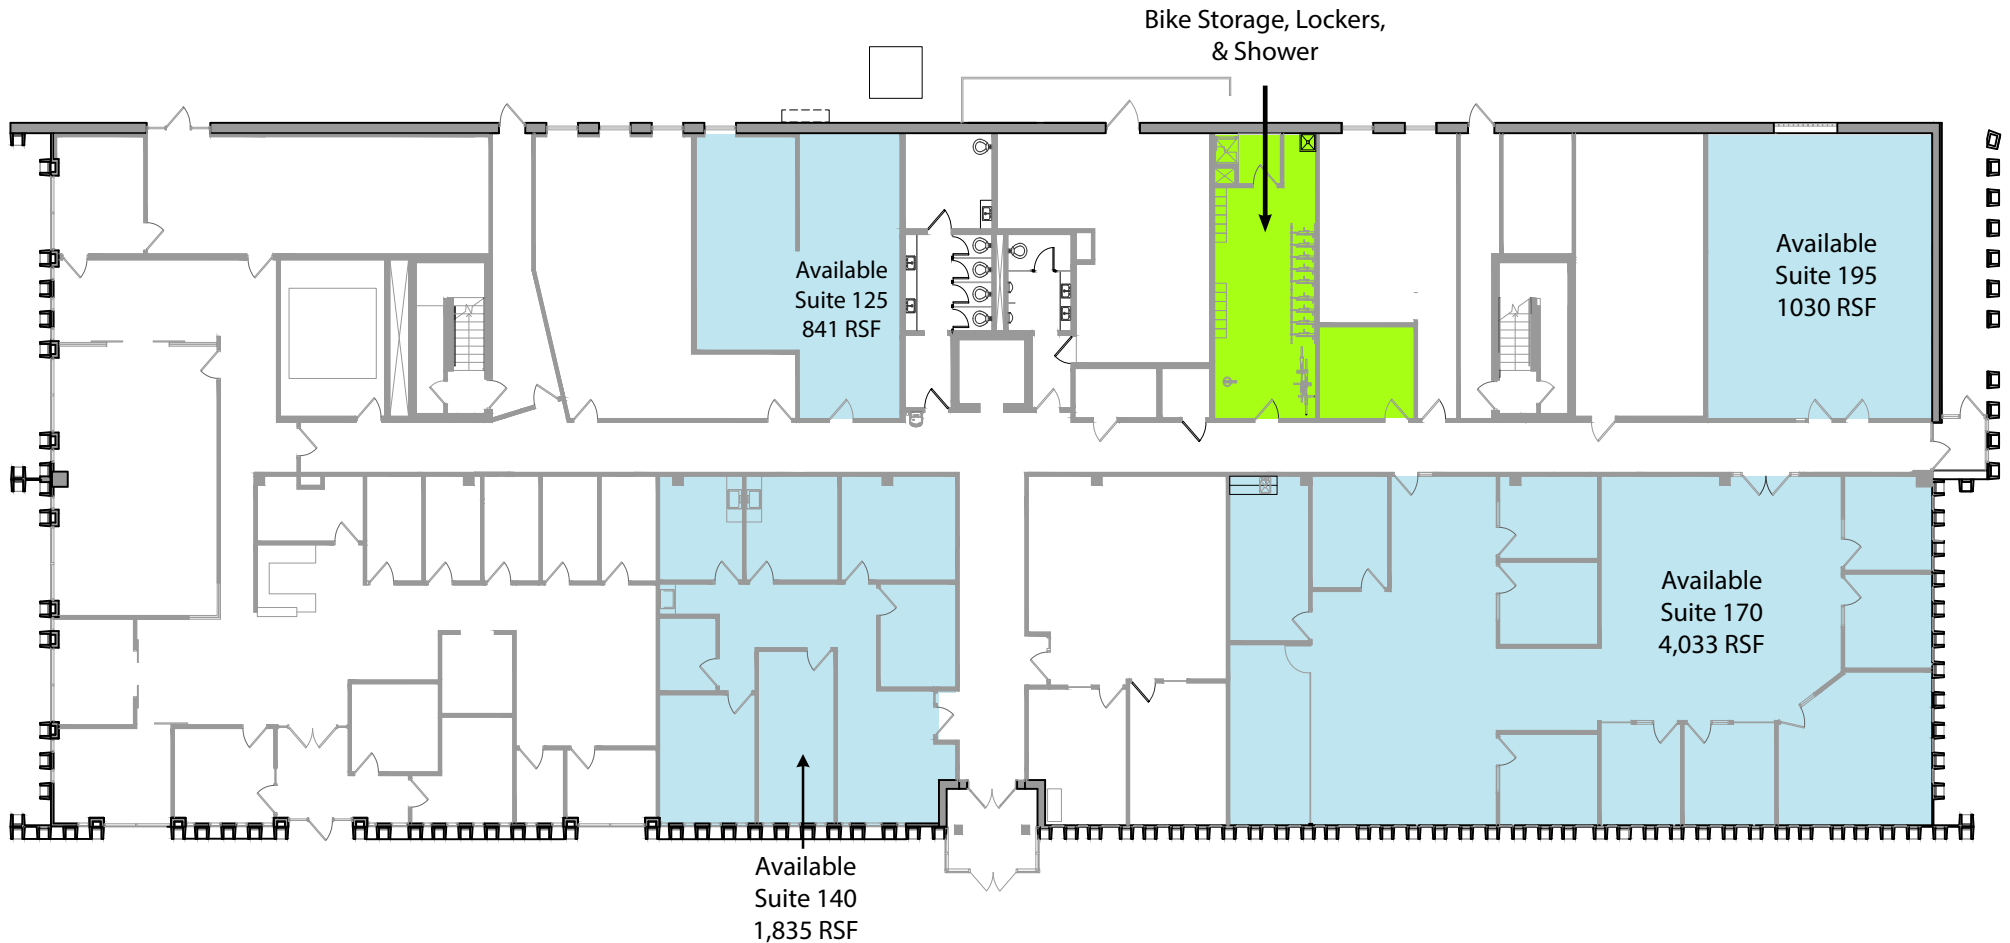 Bike Storage, Lockers,
& Shower
Available
Suite 125
841 RSF
Available
Suite 195
1030 RSF
Available
Suite 170
4,033 RSF
Available
Suite 140
1,835 RSF